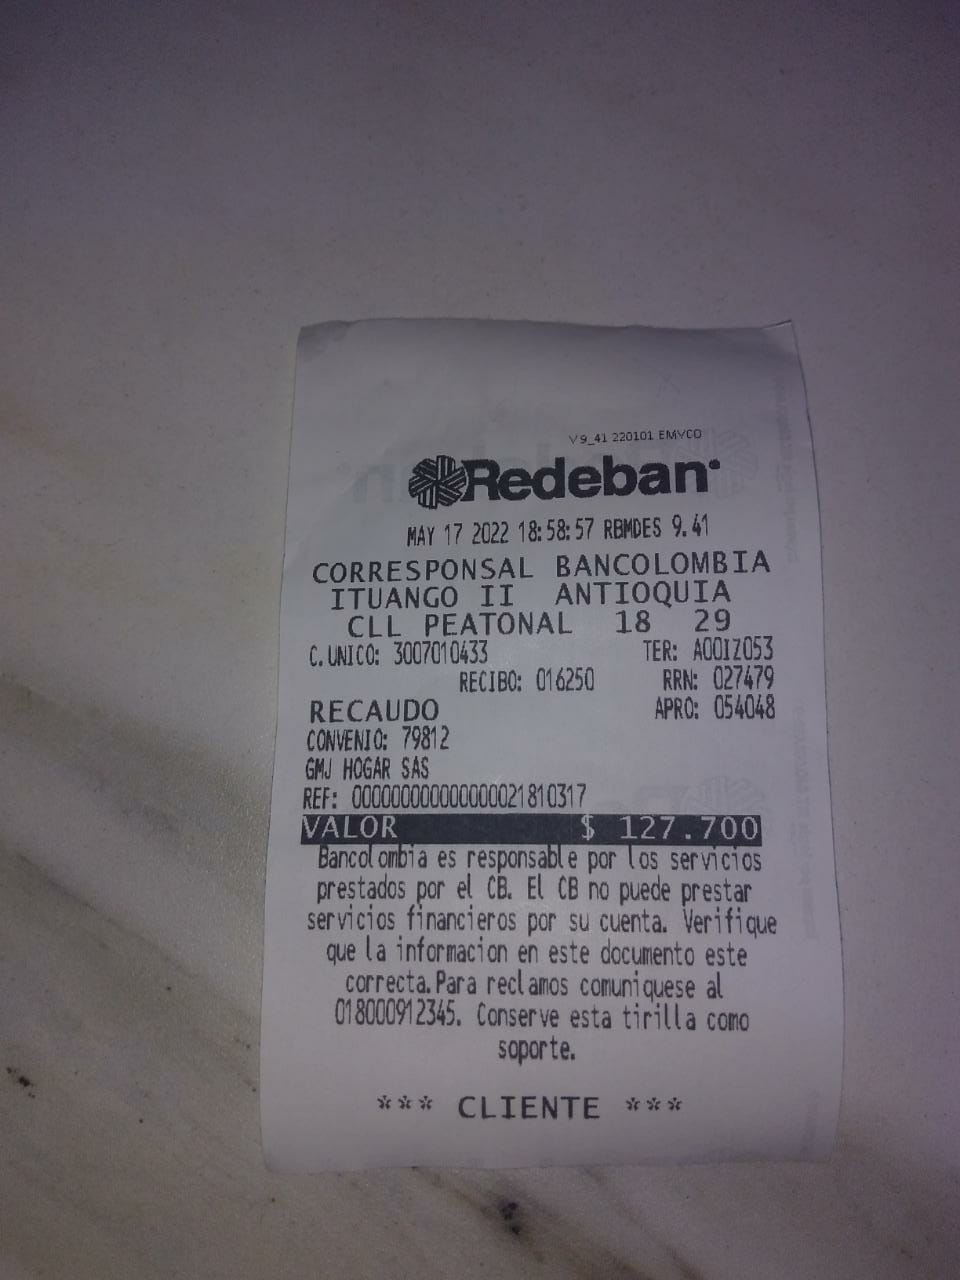 V9_41 220101 EMVCO
Redeban
MAY 17 2022 18:58:57 RBMDES 9.41
CORRESPONSAL BANCOLOMBIA
ITUANGO II ANTIOQUIA
CLL PEATONAL 18 29
C.UNICO: 3007010433 TER: AOOIZ053
RECIBO: 016250 RRN: 027479
RECAUDO APRO: 054048
CONVENIO: 79812
GMJ HOGAR SAS
REF: 000000000000000021810317
VALOR $ 127.700
Bancolombia es responsable por los servicios
prestados por el CB. El CB no puede prestar
servicios financieros por su cuenta. Verifique
que la informacion en este documento este
correcta.Para reclamos comuniquese al
018000912345. Conserve esta tirilla como
soporte.
*** CLIENTE ***